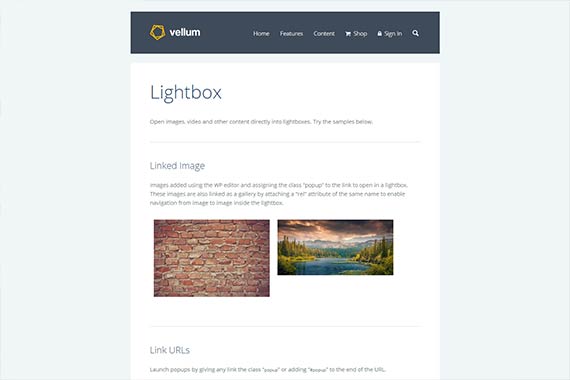 vellum
Home Features Content Shop Sign In
Lightbox
Open images, video and other content directly into lightboxes. Try the samples below.
Linked Image
Images added using the WP editor and assigning the class "popup" to the link to open in a lightbox.
These images are also linked as a gallery by attaching a "rel" attribute of the same name to enable
navigation from image to image inside the lightbox.
Link URLs
Launch popups by giving any link the class "popup" or adding "#popup" to the end of the URL.